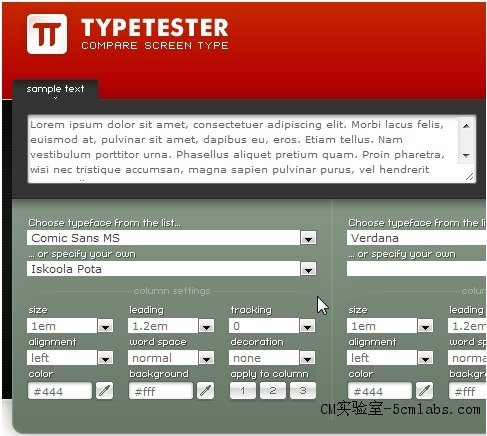 TYPETESTER
COMPARE SCREEN TYPE
sample text
Lorem ipsum dolor sit amet, consectetuer adipiscing elit. Morbi lacus felis,
euismod at, pulvinar sit amet, dapibus eu, eros. Etiam tellus. Nam
vestibulum porttitor urna. Phasellus aliquet pretium quam. Proin pharetra,
wisi nec tristique accumsan, magna sapien pulvinar purus, vel hendrerit
Choose typeface from the list...
Comic Sans MS
... or specify your own
Iskoola Pota
column settings
size leading tracking
1em 1.2em 0
alignment word space decoration
left normal none
color background apply to column
#444 #fff 1 2 3
Choose typeface from the list...
Verdana
... or specify your own
size leading
1em 1.2em
alignment word space
left normal
color background
#444 #fff
CM实验室-5cmlabs.com